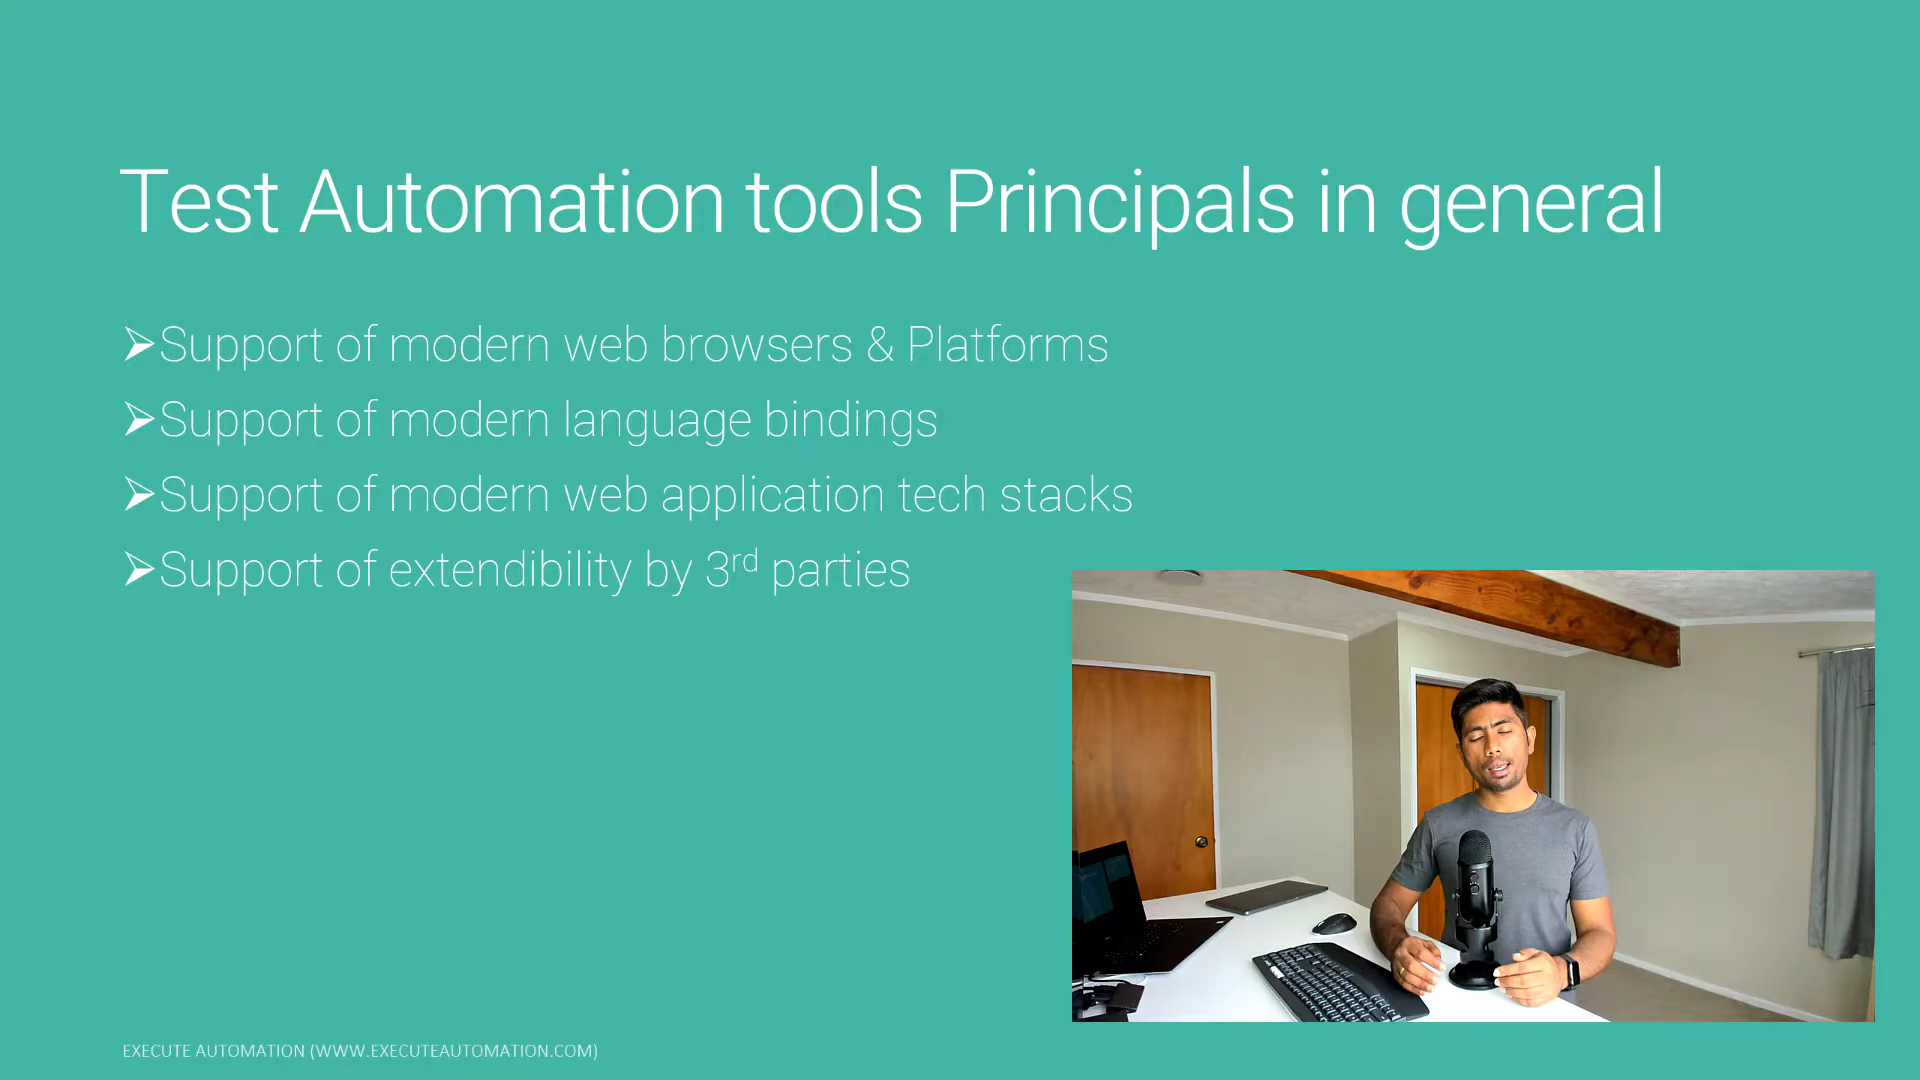 Test Automation tools Principals in general
➢Support of modern web browsers & Platforms
➢Support of modern language bindings
➢Support of modern web application tech stacks
➢Support of extendibility by 3rd parties
EXECUTE AUTOMATION (WWW.EXECUTEAUTOMATION.COM)